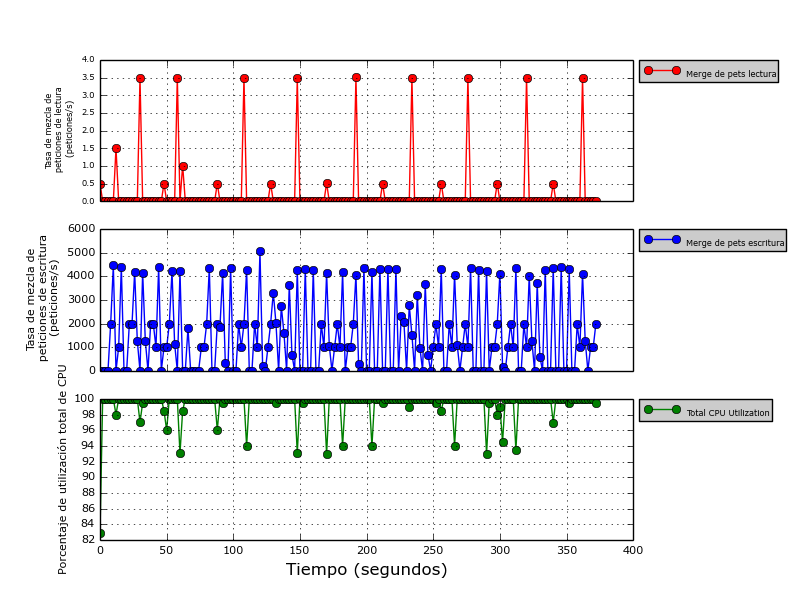 4.0
3.5
3.0
2.5
2.0
1.5
1.0
0.5
0.0
Tasa de mezcla de
peticiones de lectura
(peticiones/s)
Merge de pets lectura
6000
5000
4000
3000
2000
1000
0
Tasa de mezcla de
peticiones de escritura
(peticiones/s)
Merge de pets escritura
100
98
96
94
92
90
88
86
84
82
Porcentaje de utilización total de CPU
Total CPU Utilization
0 50 100 150 200 250 300 350 400
Tiempo (segundos)